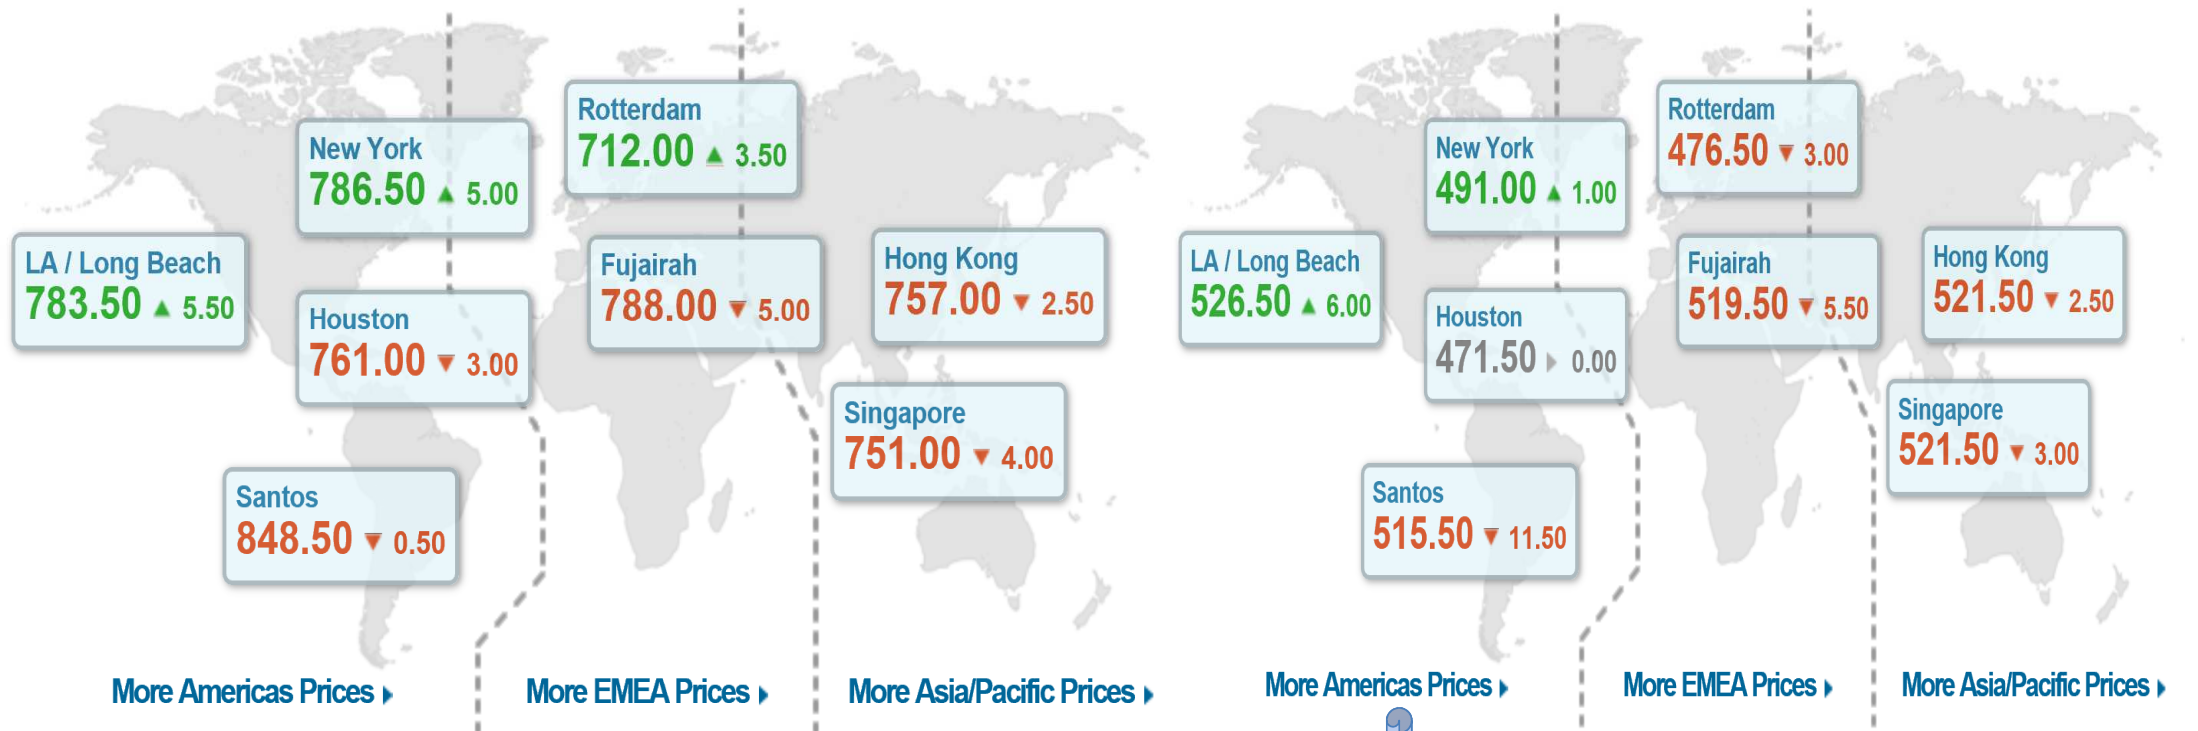 Rotterdam
712.00 ▲ 3.50
New York
786.50 ▲ 5.00
LA / Long Beach
783.50 ▲ 5.50
Fujairah
788.00 ▼ 5.00
Hong Kong
757.00 ▼ 2.50
Houston
761.00 ▼ 3.00
Singapore
751.00 ▼ 4.00
Santos
848.50 ▼ 0.50
More Americas Prices
More EMEA Prices
More Asia/Pacific Prices
Rotterdam
476.50 ▼ 3.00
New York
491.00 ▲ 1.00
LA / Long Beach
526.50 ▲ 6.00
Fujairah
519.50 ▼ 5.50
Hong Kong
521.50 ▼ 2.50
Houston
471.50 ▶ 0.00
Singapore
521.50 ▼ 3.00
Santos
515.50 ▼ 11.50
More Americas Prices
More EMEA Prices
More Asia/Pacific Prices